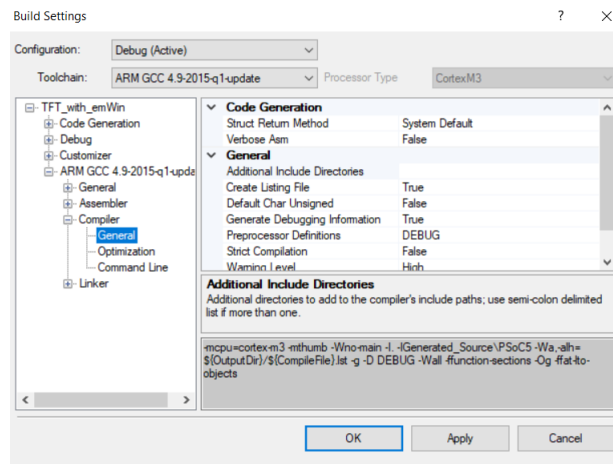 Build Settings
? ×
Configuration: Debug (Active)
Toolchain: ARM GCC 4.9-2015-q1-update Processor Type CortexM3
TFT_with_emWin
Code Generation
Debug
Customizer
ARM GCC 4.9-2015-q1-upda
General
Assembler
Compiler
General
Optimization
Command Line
Linker
Code Generation
Struct Return Method System Default
Verbose Asm False
General
Additional Include Directories
Create Listing File True
Default Char Unsigned False
Generate Debugging Information True
Preprocessor Definitions DEBUG
Strict Compilation False
Warning Level High
Additional Include Directories
Additional directories to add to the compiler's include paths; use semi-colon delimited
list if more than one.
-mcpu=cortex-m3 -mthumb -Wno-main -I. -IGenerated_Source\PSoC5 -Wa,-alh=
${OutputDir}/${CompileFile}.lst -g -D DEBUG -Wall -ffunction-sections -Og -ffat-lto-
objects
OK Apply Cancel